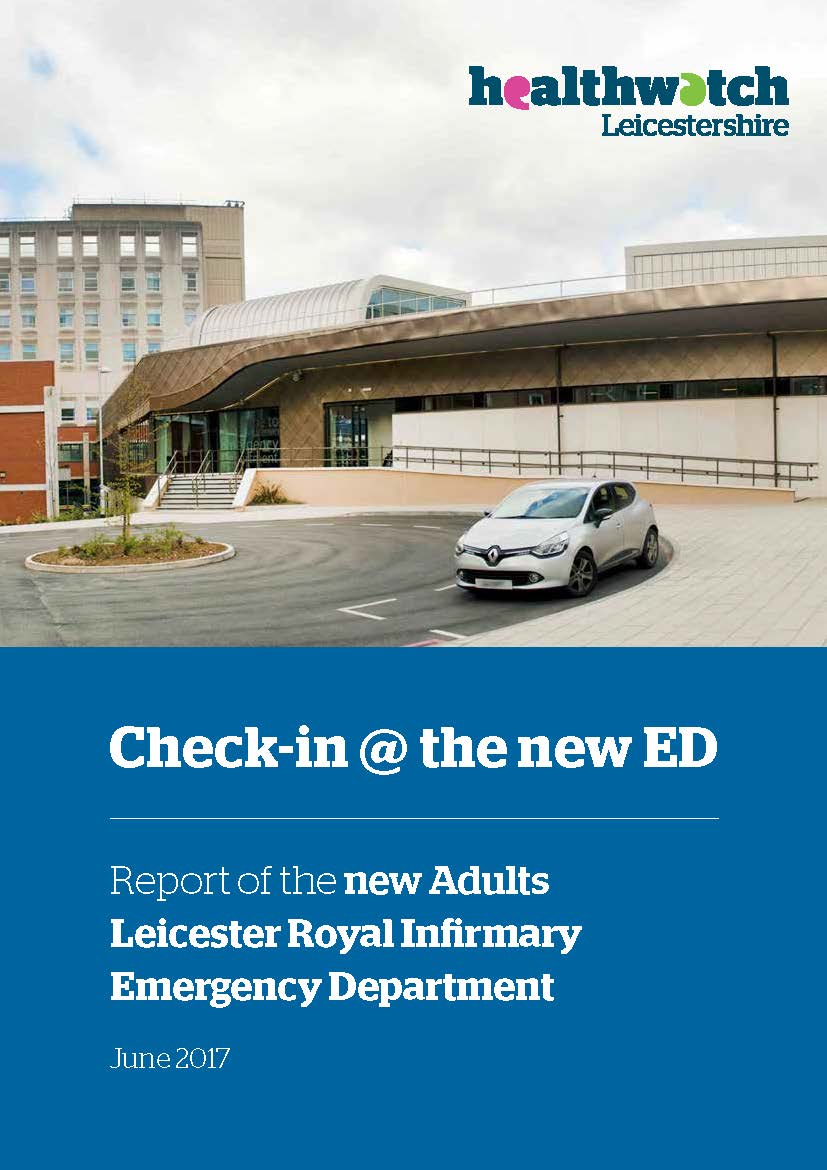 healthwatch
Leicestershire
Check-in @ the new ED
Report of the new Adults
Leicester Royal Infirmary
Emergency Department
June 2017